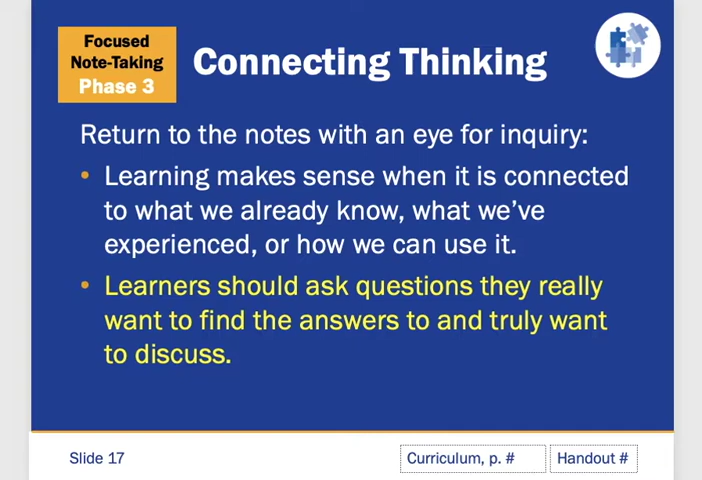 Focused
Note-Taking
Phase 3
Connecting Thinking
Return to the notes with an eye for inquiry:
• Learning makes sense when it is connected
to what we already know, what we've
experienced, or how we can use it.
• Learners should ask questions they really
want to find the answers to and truly want
to discuss.
Slide 17
Curriculum, p. #
Handout #